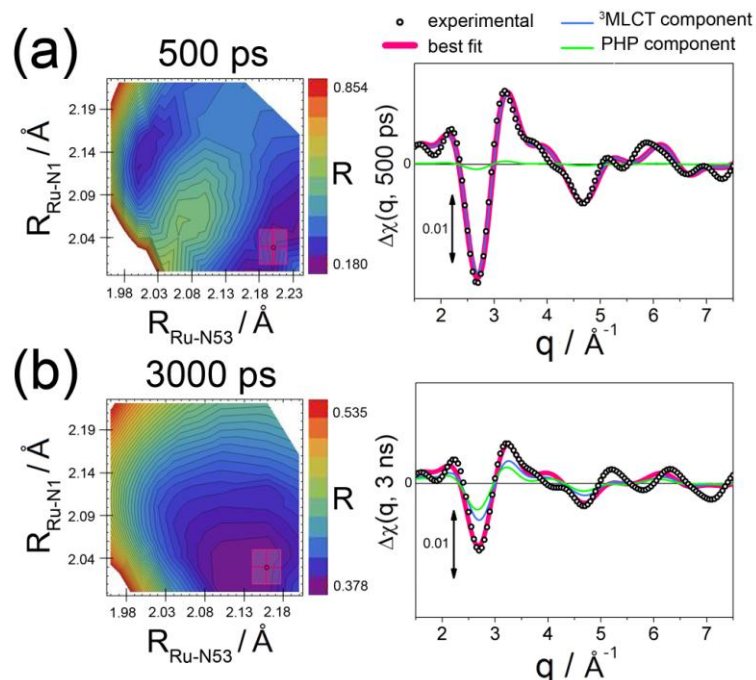 (a)
500 ps
experimental
best fit
³MLCT component
PHP component
R_Ru-N1 / Å
2.19
2.14
2.09
2.04
1.98 2.03 2.08 2.13 2.18 2.23
R_Ru-N53 / Å
0.854
R
0.180
Δχ(q, 500 ps)
0
0.01
2 3 4 5 6 7
q / Å⁻¹
(b)
3000 ps
R_Ru-N1 / Å
2.19
2.14
2.09
2.04
1.98 2.03 2.08 2.13 2.18
R_Ru-N53 / Å
0.535
R
0.378
Δχ(q, 3 ns)
0
0.01
2 3 4 5 6 7
q / Å⁻¹